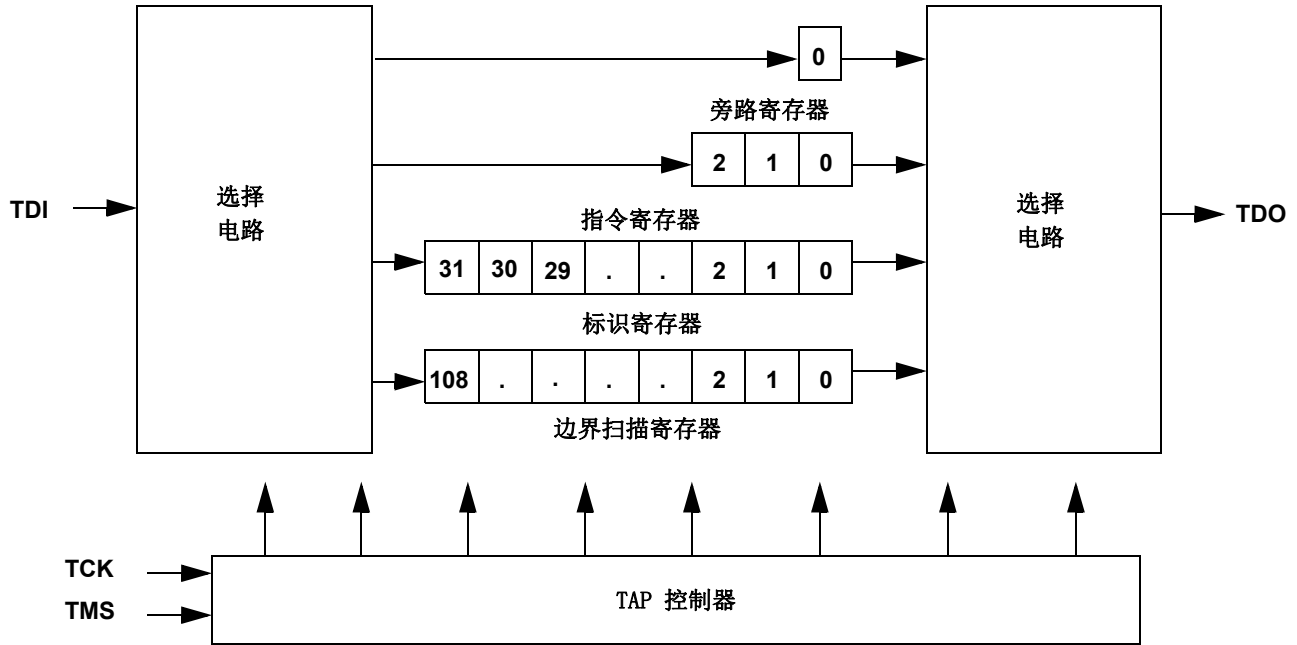 0
旁路寄存器
2 1 0
TDI
选择
电路
指令寄存器
选择
电路
TDO
31 30 29 . . 2 1 0
标识寄存器
108 . . . . 2 1 0
边界扫描寄存器
TCK
TMS
TAP 控制器